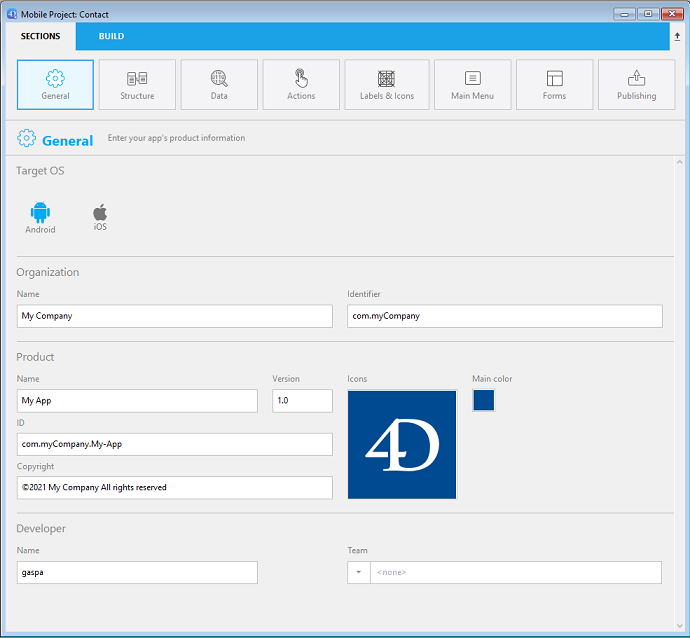 Mobile Project: Contact
SECTIONS BUILD
General Structure Data Actions Labels & Icons Main Menu Forms Publishing
General Enter your app's product information
Target OS
Android iOS
Organization
Name Identifier
My Company com.myCompany
Product
Name Version Icons Main color
My App 1.0
ID
com.myCompany.My-App
4D
Copyright
©2021 My Company All rights reserved
Developer
Name Team
gaspa <none>